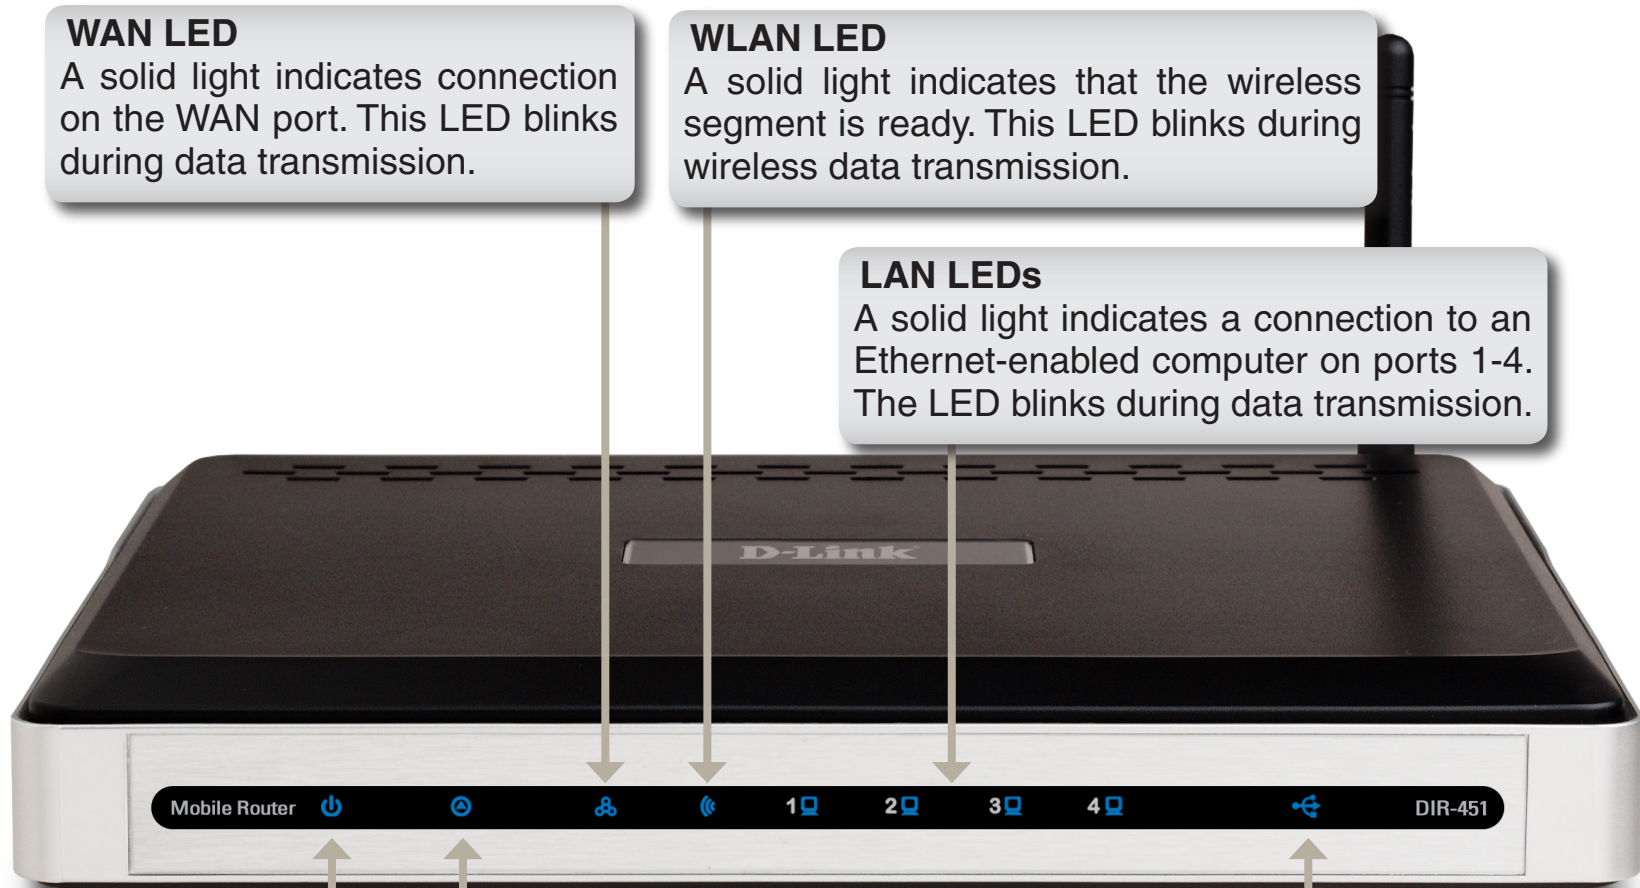 WAN LED
A solid light indicates connection
on the WAN port. This LED blinks
during data transmission.
WLAN LED
A solid light indicates that the wireless
segment is ready. This LED blinks during
wireless data transmission.
LAN LEDs
A solid light indicates a connection to an
Ethernet-enabled computer on ports 1-4.
The LED blinks during data transmission.
D-Link
Mobile Router 1 2 3 4 DIR-451